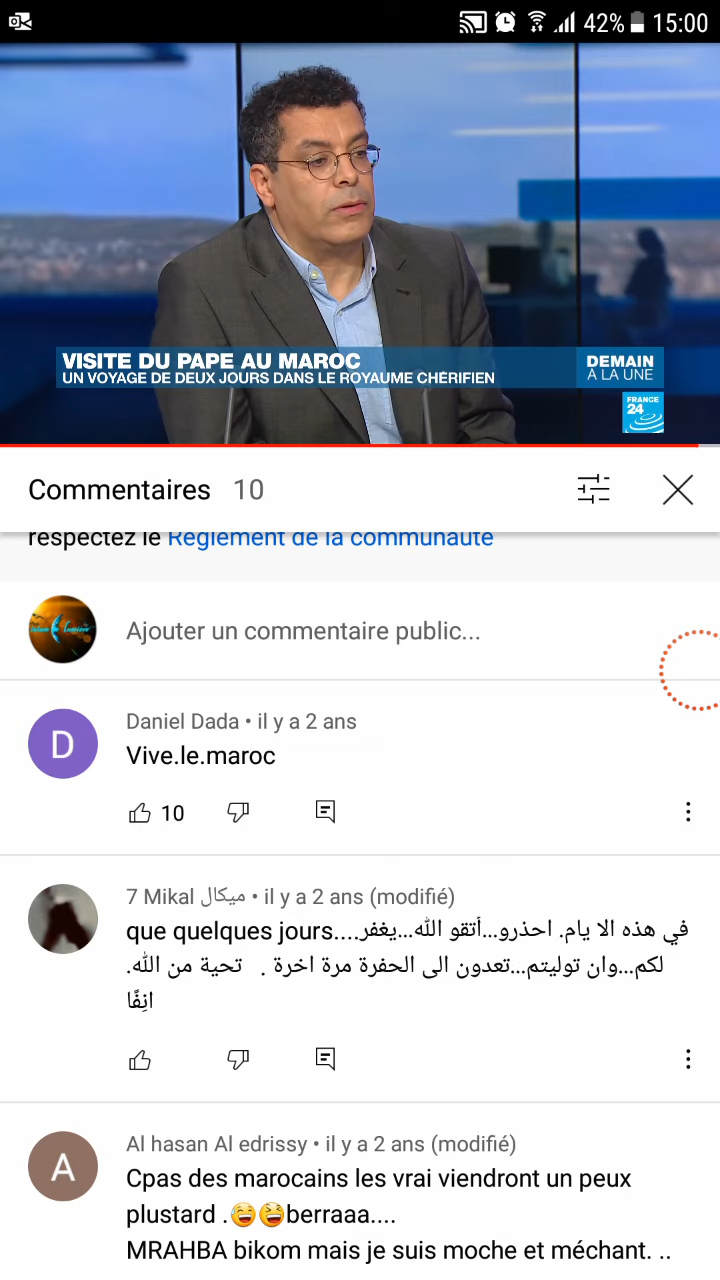 42% 15:00
VISITE DU PAPE AU MAROC
UN VOYAGE DE DEUX JOURS DANS LE ROYAUME CHÉRIFIEN
DEMAIN
À LA UNE
FRANCE
24
Commentaires 10
respectez le Règlement de la communauté
Ajouter un commentaire public...
D
Daniel Dada • il y a 2 ans
Vive.le.maroc
10
7 Mikal ميكال • il y a 2 ans (modifié)
que quelques jours....في هذه الا يام. احذرو...أتقو الله...يغفر
لكم...وان توليتم...تعدون الى الحفرة مرة اخرة . تحية من الله.
انِفًا
A
Al hasan Al edrissy • il y a 2 ans (modifié)
Cpas des marocains les vrai viendront un peux
plustard .😅😆berraaa....
MRAHBA bikom mais je suis moche et méchant. ..